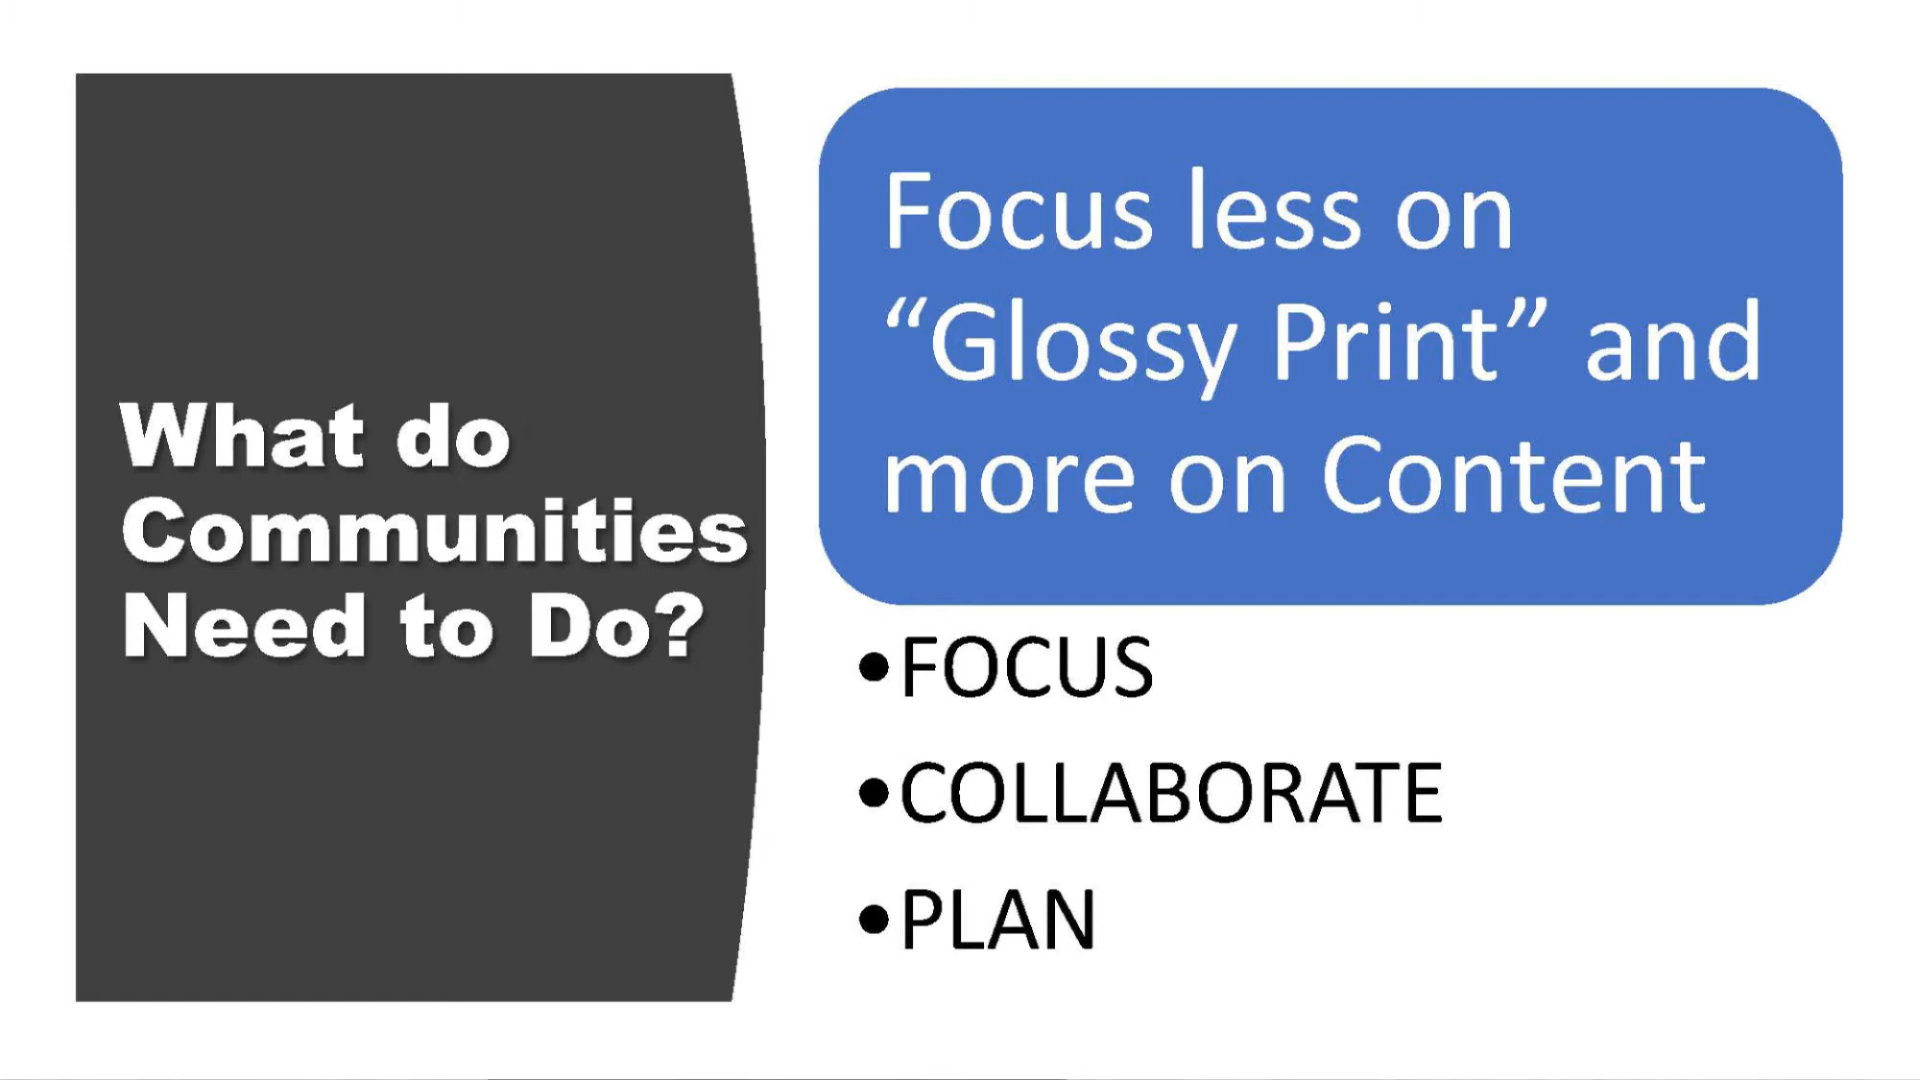 What do
Communities
Need to Do?
Focus less on
“Glossy Print” and
more on Content
•FOCUS
•COLLABORATE
•PLAN